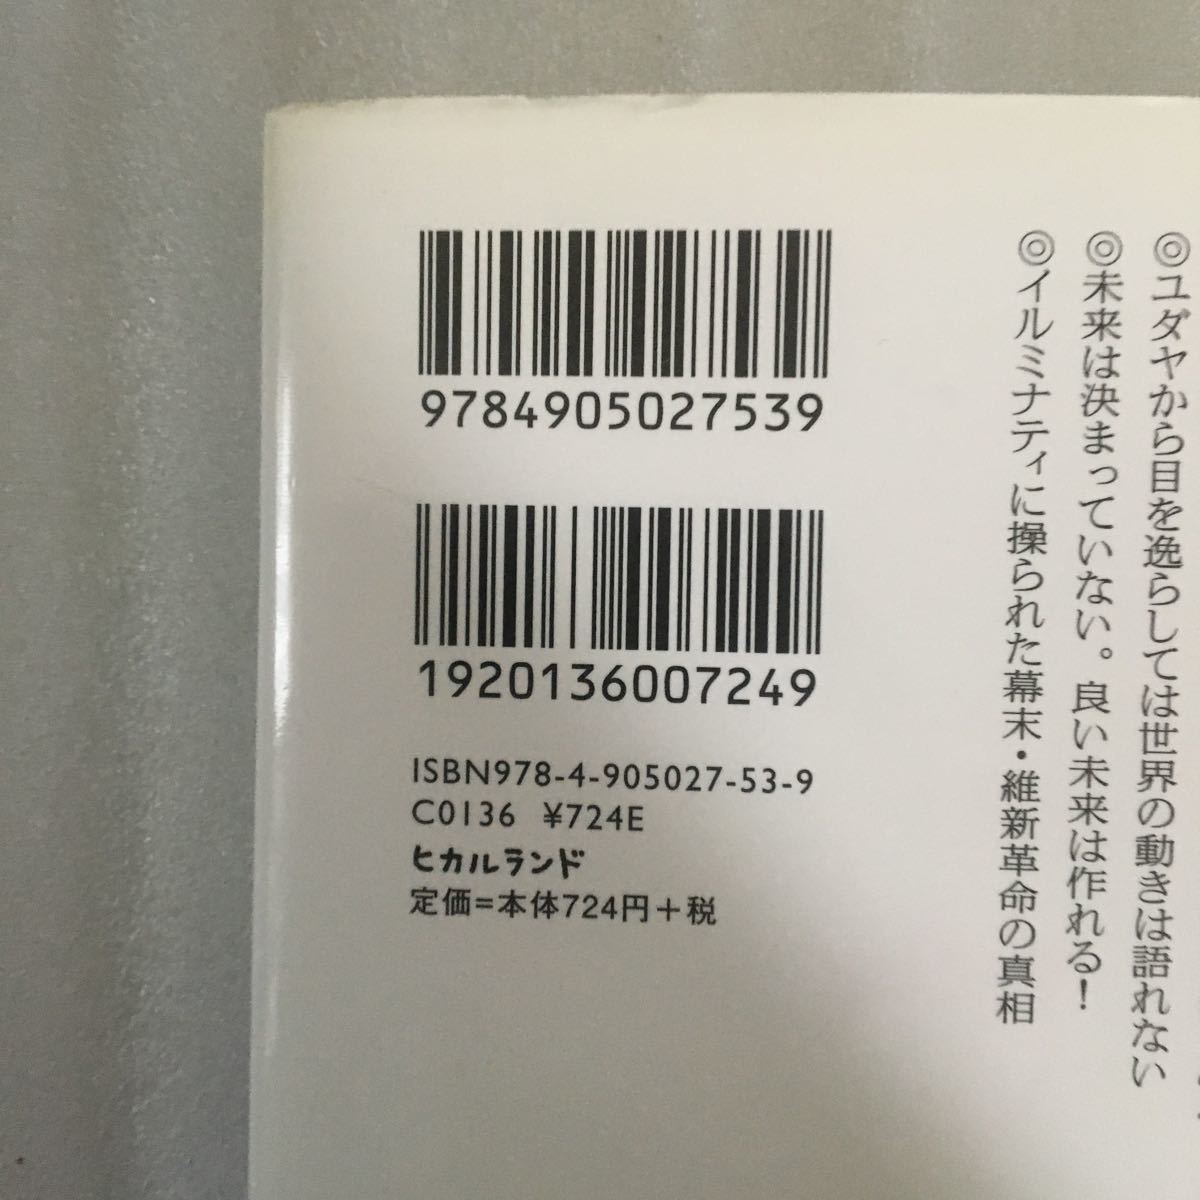 ◎ユダヤから目を逸らしては世界の動きは語れない
◎未来は決まっていない。良い未来は作れる！
◎イルミナティに操られた幕末・維新革命の真相
9784905027539
1920136007249
ISBN978-4-905027-53-9
C0136 ¥724E
ヒカルランド
定価=本体724円+税